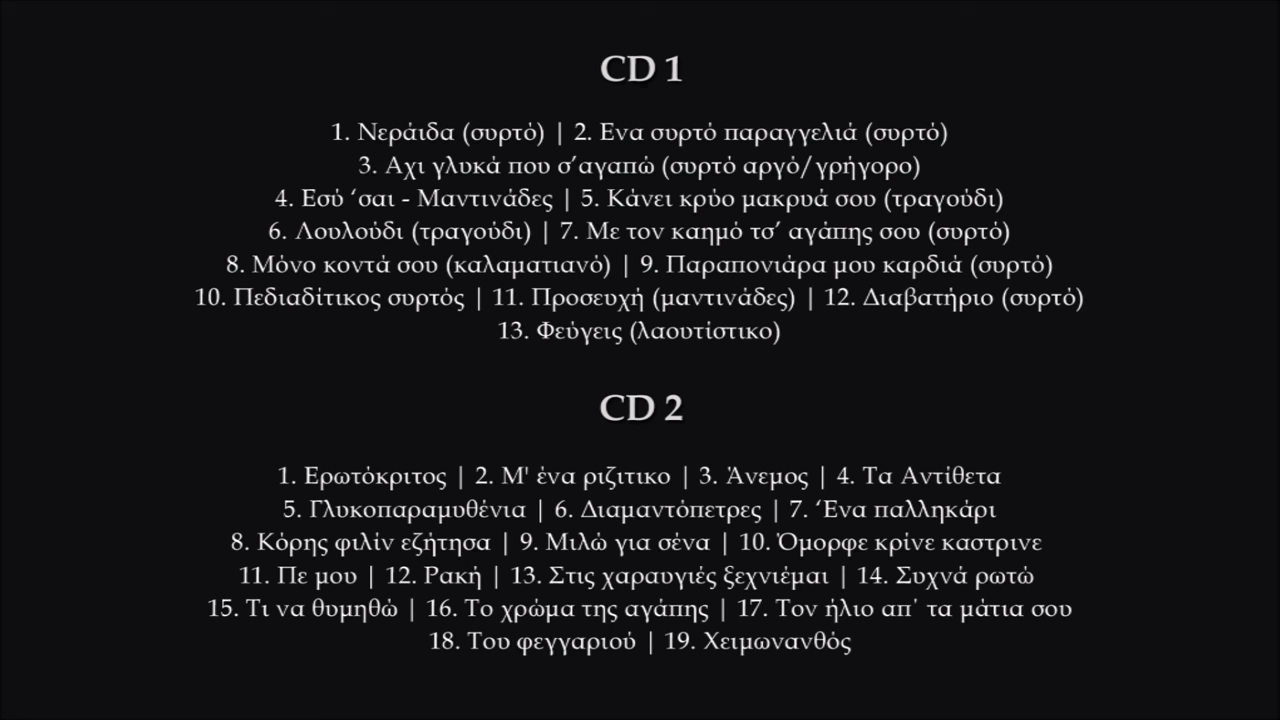 CD 1
1. Νεράιδα (συρτό) | 2. Ενα συρτό παραγγελιά (συρτό)
3. Αχι γλυκά που σ’αγαπώ (συρτό αργό/γρήγορο)
4. Εσύ ‘σαι - Μαντινάδες | 5. Κάνει κρύο μακρυά σου (τραγούδι)
6. Λουλούδι (τραγούδι) | 7. Με τον καημό τσ’ αγάπης σου (συρτό)
8. Μόνο κοντά σου (καλαματιανό) | 9. Παραπονιάρα μου καρδιά (συρτό)
10. Πεδιαδίτικος συρτός | 11. Προσευχή (μαντινάδες) | 12. Διαβατήριο (συρτό)
13. Φεύγεις (λαουτίστικο)
CD 2
1. Ερωτόκριτος | 2. Μ' ένα ριζιτικο | 3. Άνεμος | 4. Τα Αντίθετα
5. Γλυκοπαραμυθένια | 6. Διαμαντόπετρες | 7. ‘Ενα παλληκάρι
8. Κόρης φιλίν εζήτησα | 9. Μιλώ για σένα | 10. Όμορφε κρίνε καστρινε
11. Πε μου | 12. Ρακή | 13. Στις χαραυγιές ξεχνιέμαι | 14. Συχνά ρωτώ
15. Τι να θυμηθώ | 16. Το χρώμα της αγάπης | 17. Τον ήλιο απ΄ τα μάτια σου
18. Του φεγγαριού | 19. Χειμωνανθός